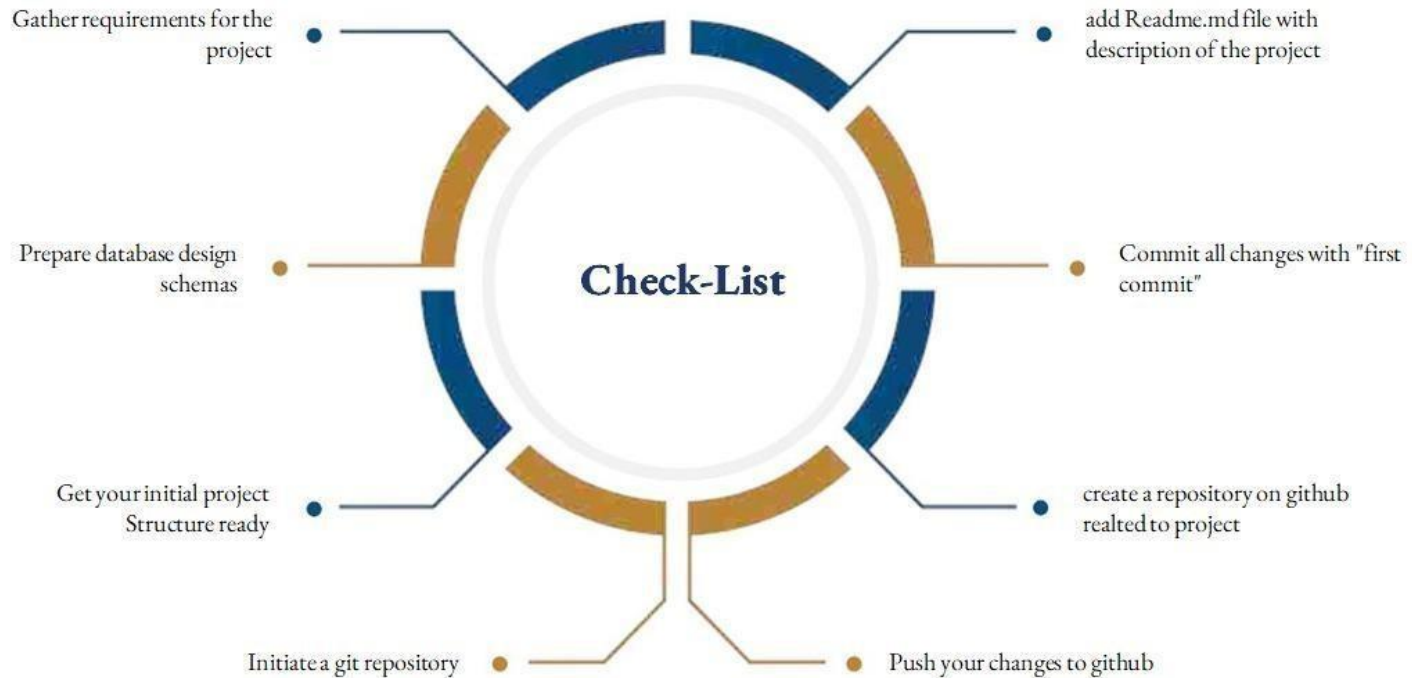 Gather requirements for the
project
Prepare database design
schemas
Get your initial project
Structure ready
Initiate a git repository
Check-List
add Readme.md file with
description of the project
Commit all changes with "first
commit"
create a repository on github
realted to project
Push your changes to github